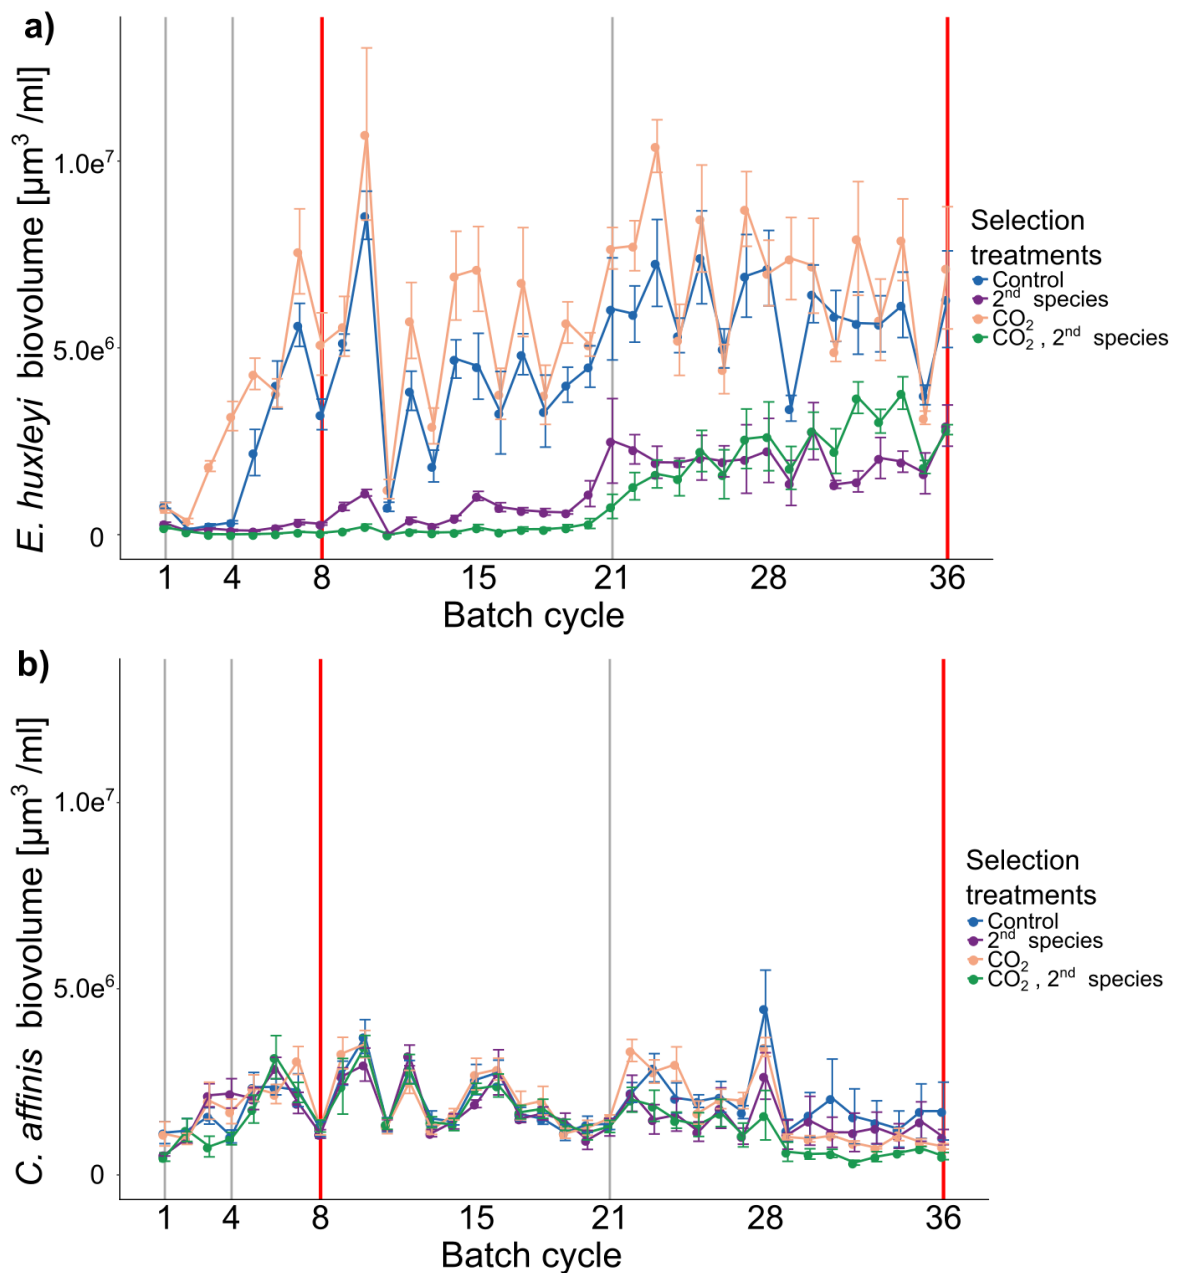 a)
E. huxleyi biovolume [µm³ /ml]
1.0e⁷
5.0e⁶
0
1 4 8 15 21 28 36
Batch cycle
Selection
treatments
Control
2ⁿᵈ species
CO₂
CO₂ , 2ⁿᵈ species
b)
C. affinis biovolume [µm³ /ml]
1.0e⁷
5.0e⁶
0
1 4 8 15 21 28 36
Batch cycle
Selection
treatments
Control
2ⁿᵈ species
CO₂
CO₂ , 2ⁿᵈ species